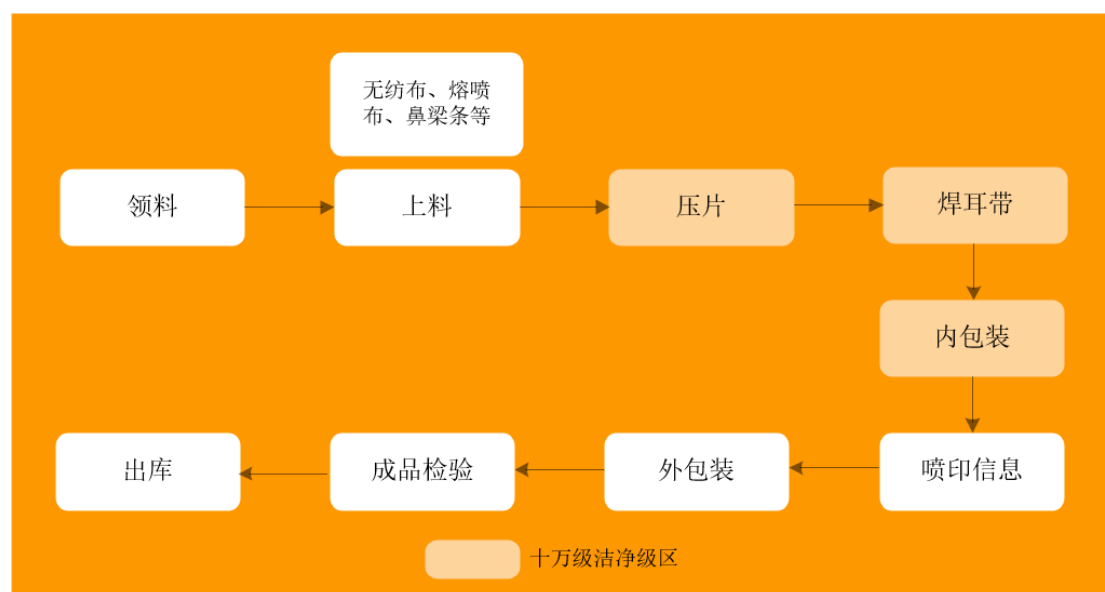 无纺布、熔喷
布、鼻梁条等
领料
上料
压片
焊耳带
内包装
出库
成品检验
外包装
喷印信息
十万级洁净级区